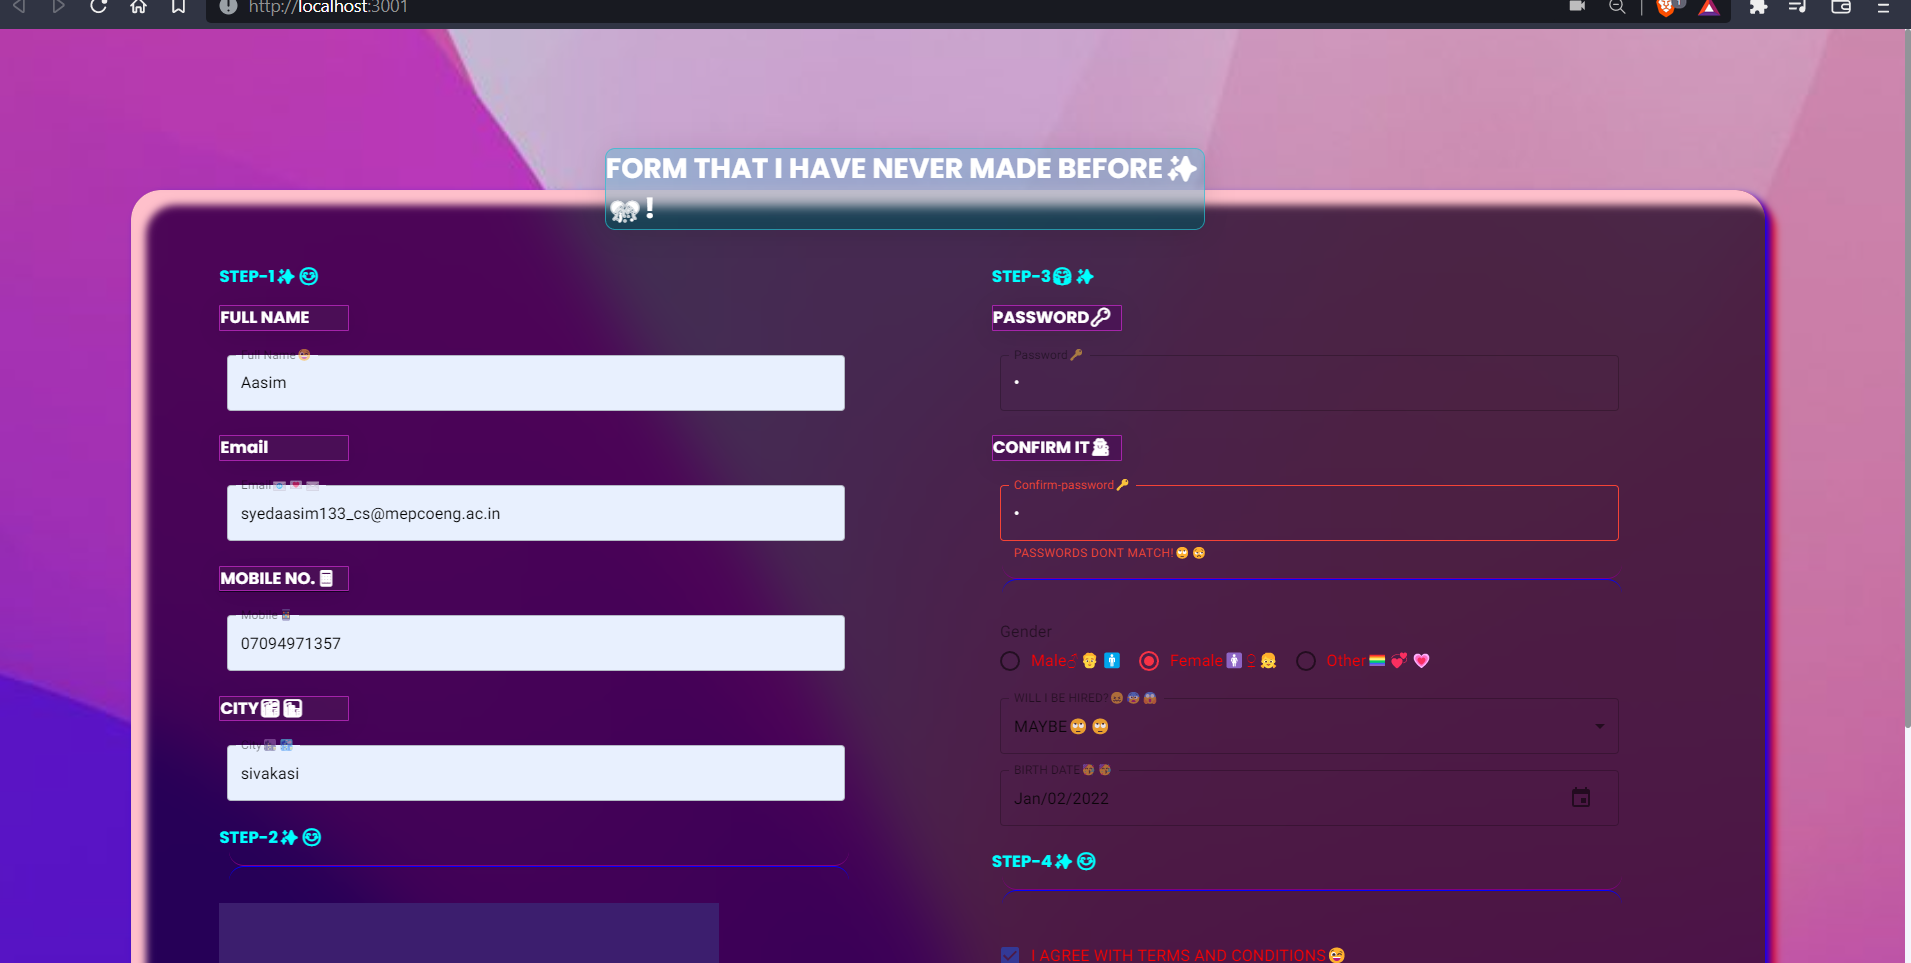 http://localhost:3001
FORM THAT I HAVE NEVER MADE BEFORE✨
!
STEP-1✨
FULL NAME
Full Name
Aasim
Email
Email
syedaasim133_cs@mepcoeng.ac.in
MOBILE NO.
Mobile
07094971357
CITY
City
sivakasi
STEP-2✨
STEP-3✨
PASSWORD🔑
Password🔑
•
CONFIRM IT
Confirm-password🔑
•
PASSWORDS DONT MATCH!🙄😳
Gender
Male Female Other
WILL I BE HIRED?
MAYBE🙄🙄
BIRTH DATE
Jan/02/2022
STEP-4✨
I AGREE WITH TERMS AND CONDITIONS😄